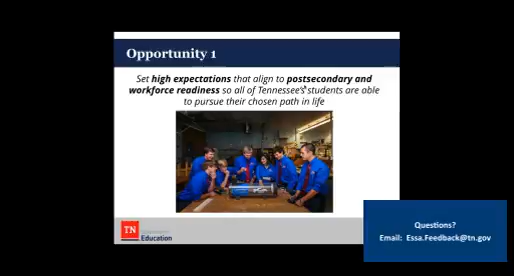 Opportunity 1
Set high expectations that align to postsecondary and
workforce readiness so all of Tennessee's students are able
to pursue their chosen path in life
TN
Education
Questions?
Email: Essa.Feedback@tn.gov